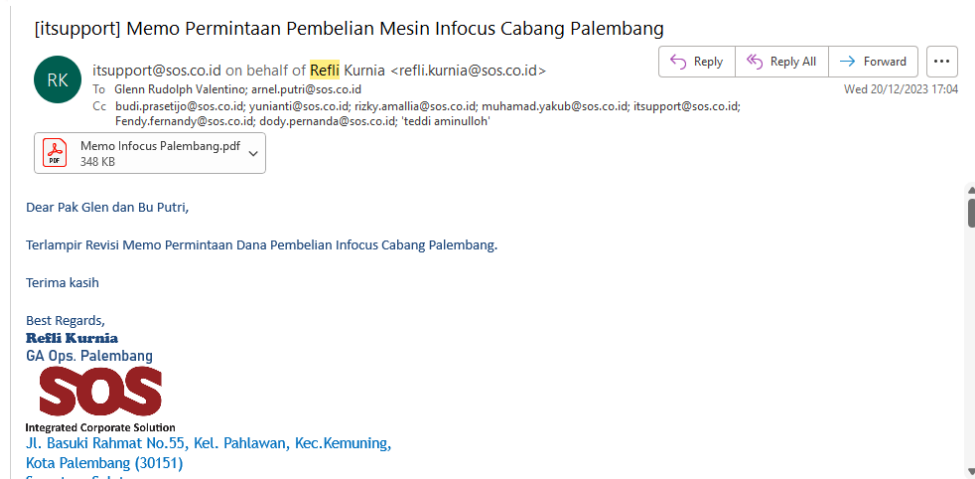 [itsupport] Memo Permintaan Pembelian Mesin Infocus Cabang Palembang
RK
itsupport@sos.co.id on behalf of Refli Kurnia <refli.kurnia@sos.co.id>
To Glenn Rudolph Valentino; arnel.putri@sos.co.id
Cc budi.prasetijo@sos.co.id; yunianti@sos.co.id; rizky.amallia@sos.co.id; muhamad.yakub@sos.co.id; itsupport@sos.co.id;
Fendy.fernandy@sos.co.id; dody.pernanda@sos.co.id; 'teddi aminulloh'
Reply
Reply All
Forward
...
Wed 20/12/2023 17:04
PDF
Memo Infocus Palembang.pdf
348 KB
Dear Pak Glen dan Bu Putri,
Terlampir Revisi Memo Permintaan Dana Pembelian Infocus Cabang Palembang.
Terima kasih
Best Regards,
Refli Kurnia
GA Ops. Palembang
SOS
Integrated Corporate Solution
Jl. Basuki Rahmat No.55, Kel. Pahlawan, Kec.Kemuning,
Kota Palembang (30151)